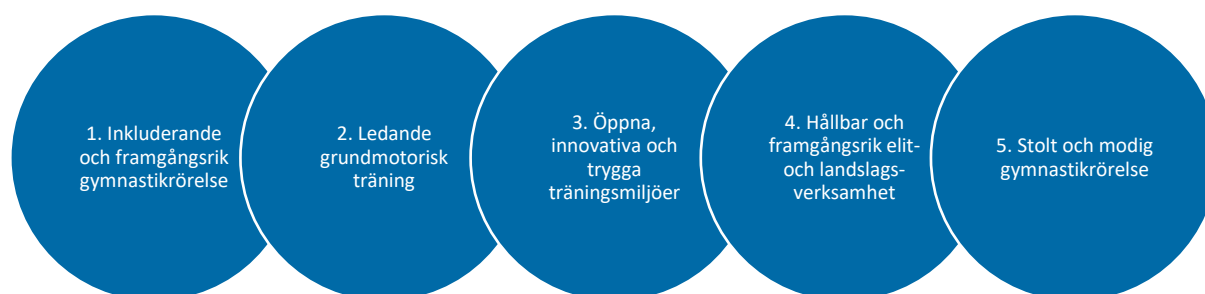 1. Inkluderande
och framgångsrik
gymnastikrörelse
2. Ledande
grundmotorisk
träning
3. Öppna,
innovativa och
trygga
träningsmiljöer
4. Hållbar och
framgångsrik elit-
och landslags-
verksamhet
5. Stolt och modig
gymnastikrörelse